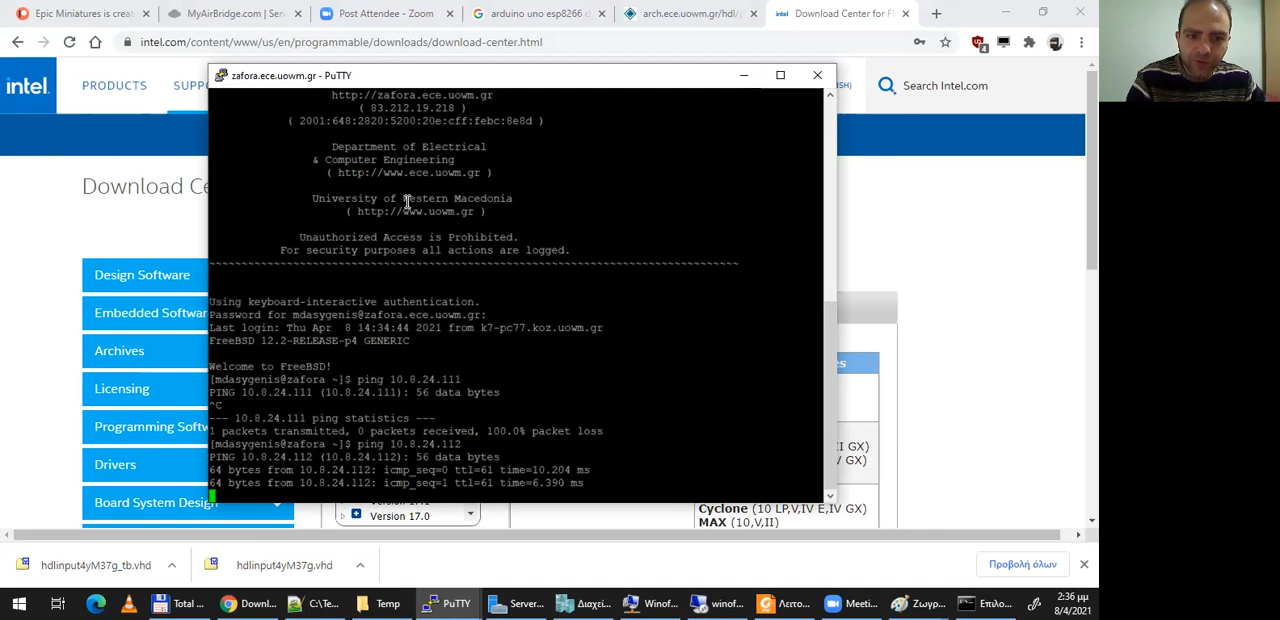 Epic Miniatures is creat
MyAirBridge.com | Sen
Post Attendee - Zoom
arduino uno esp8266 d
arch.ece.uowm.gr/hdl/p
intel Download Center for F
intel.com/content/www/us/en/programmable/downloads/download-center.html
4
intel
PRODUCTS
SUPP
SH)
Search Intel.com
zafora.ece.uowm.gr - PuTTY
http://zafora.ece.uowm.gr
( 83.212.19.218 )
( 2001:648:2820:5200:20e:cff:febc:8e8d )
Department of Electrical
& Computer Engineering
( http://www.ece.uowm.gr )
University of Western Macedonia
( http://www.uowm.gr )
Unauthorized Access is Prohibited.
For security purposes all actions are logged.
~~~~~~~~~~~~~~~~~~~~~~~~~~~~~~~~~~~~~~~~~~~~~~~~~~~~~~~~~~~~~~~~~~~~~~~~~~~~~~~~~
Using keyboard-interactive authentication.
Password for mdasygenis@zafora.ece.uowm.gr:
Last login: Thu Apr  8 14:34:44 2021 from k7-pc77.koz.uowm.gr
FreeBSD 12.2-RELEASE-p4 GENERIC
Welcome to FreeBSD!
[mdasygenis@zafora ~]$ ping 10.8.24.111
PING 10.8.24.111 (10.8.24.111): 56 data bytes
^C
--- 10.8.24.111 ping statistics ---
1 packets transmitted, 0 packets received, 100.0% packet loss
[mdasygenis@zafora ~]$ ping 10.8.24.112
PING 10.8.24.112 (10.8.24.112): 56 data bytes
64 bytes from 10.8.24.112: icmp_seq=0 ttl=61 time=10.204 ms
64 bytes from 10.8.24.112: icmp_seq=1 ttl=61 time=6.390 ms
Download Ce
Design Software
Embedded Softwa
Archives
Licensing
Programming Softw
Drivers
Board System Design
Version 17.0
es
GX)
V GX)
Cyclone (10 LP,V,IV E,IV GX)
MAX (10,V,II)
hdlinput4yM37g_tb.vhd
hdlinput4yM37g.vhd
Προβολή όλων
Total ...
Downl...
C:\Te...
Temp
PuTTY
Server...
Διαχεί...
Winof...
winof...
Λειτο...
Meeti...
Ζωγρ...
Επιλο...
2:36 μμ
8/4/2021